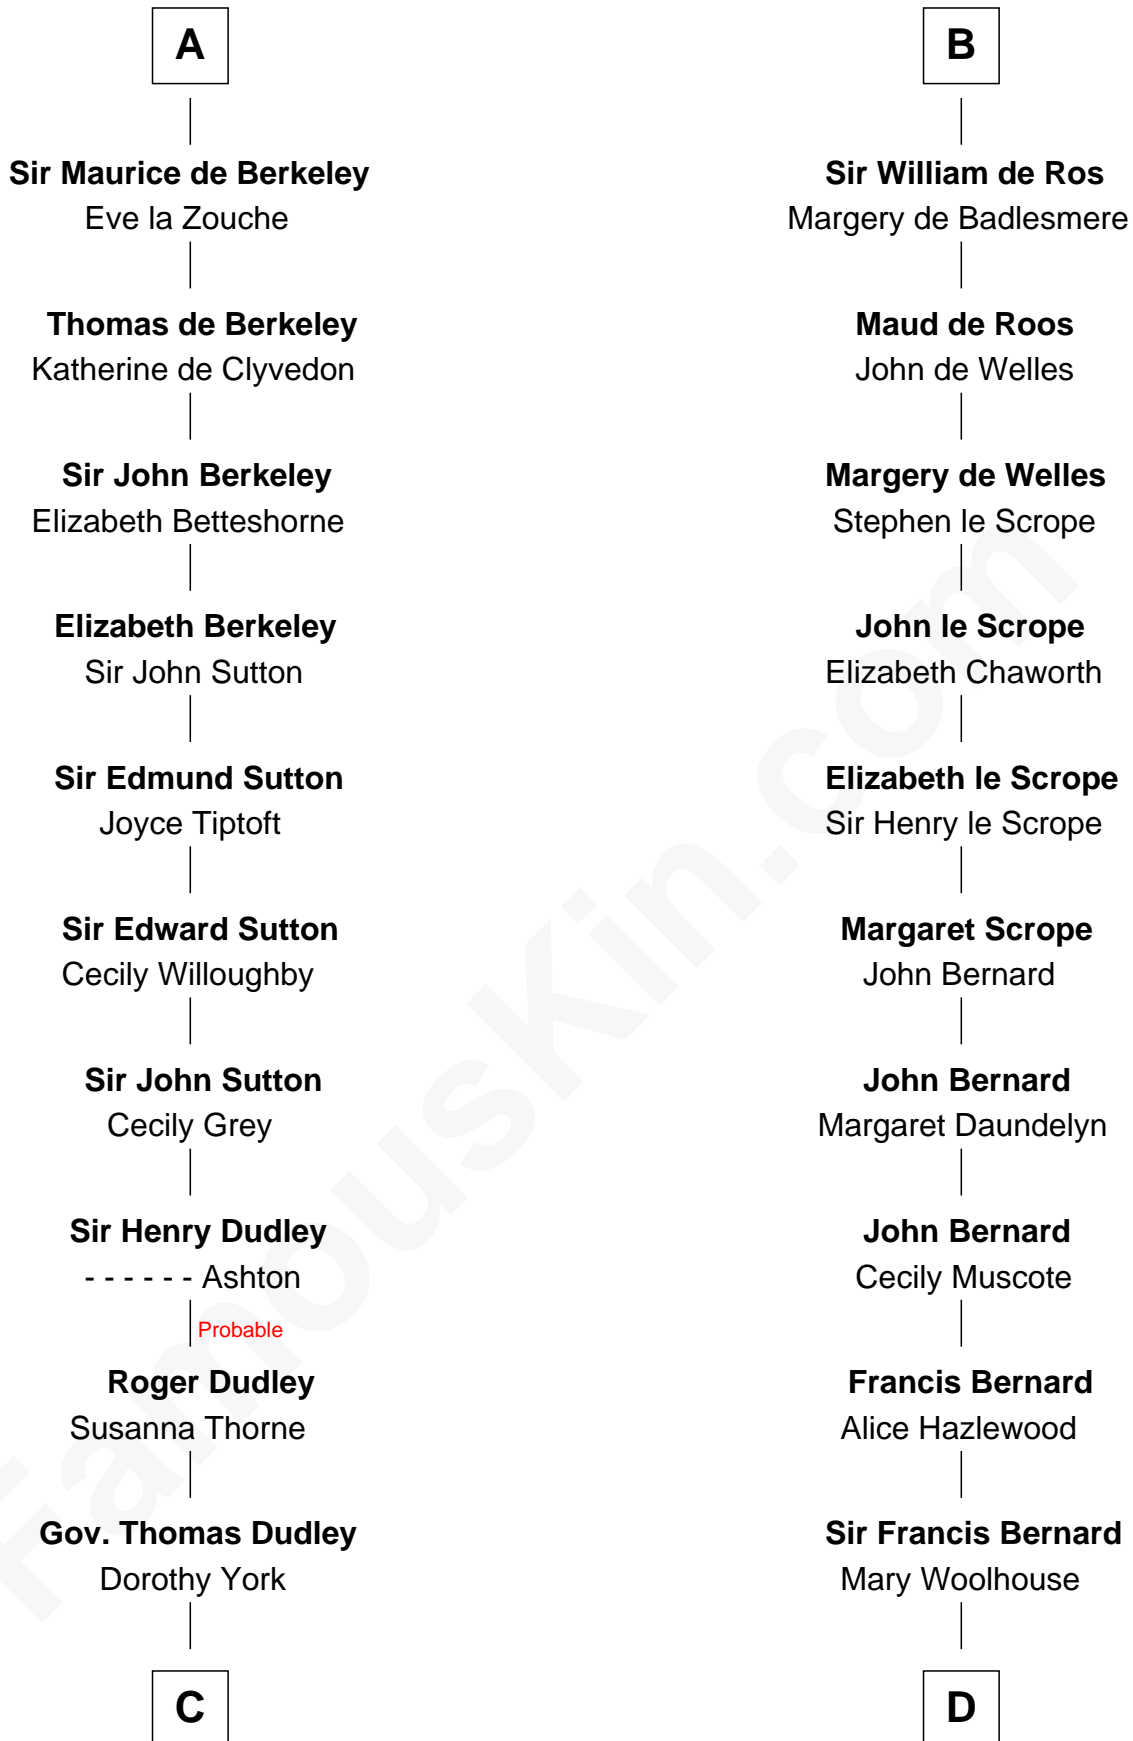 A
Sir Maurice de Berkeley
Eve la Zouche
Thomas de Berkeley
Katherine de Clyvedon
Sir John Berkeley
Elizabeth Betteshorne
Elizabeth Berkeley
Sir John Sutton
Sir Edmund Sutton
Joyce Tiptoft
Sir Edward Sutton
Cecily Willoughby
Sir John Sutton
Cecily Grey
Sir Henry Dudley
- - - - - - Ashton
Probable
Roger Dudley
Susanna Thorne
Gov. Thomas Dudley
Dorothy York
C
B
Sir William de Ros
Margery de Badlesmere
Maud de Roos
John de Welles
Margery de Welles
Stephen le Scrope
John le Scrope
Elizabeth Chaworth
Elizabeth le Scrope
Sir Henry le Scrope
Margaret Scrope
John Bernard
John Bernard
Margaret Daundelyn
John Bernard
Cecily Muscote
Francis Bernard
Alice Hazlewood
Sir Francis Bernard
Mary Woolhouse
D
FamousKin.com